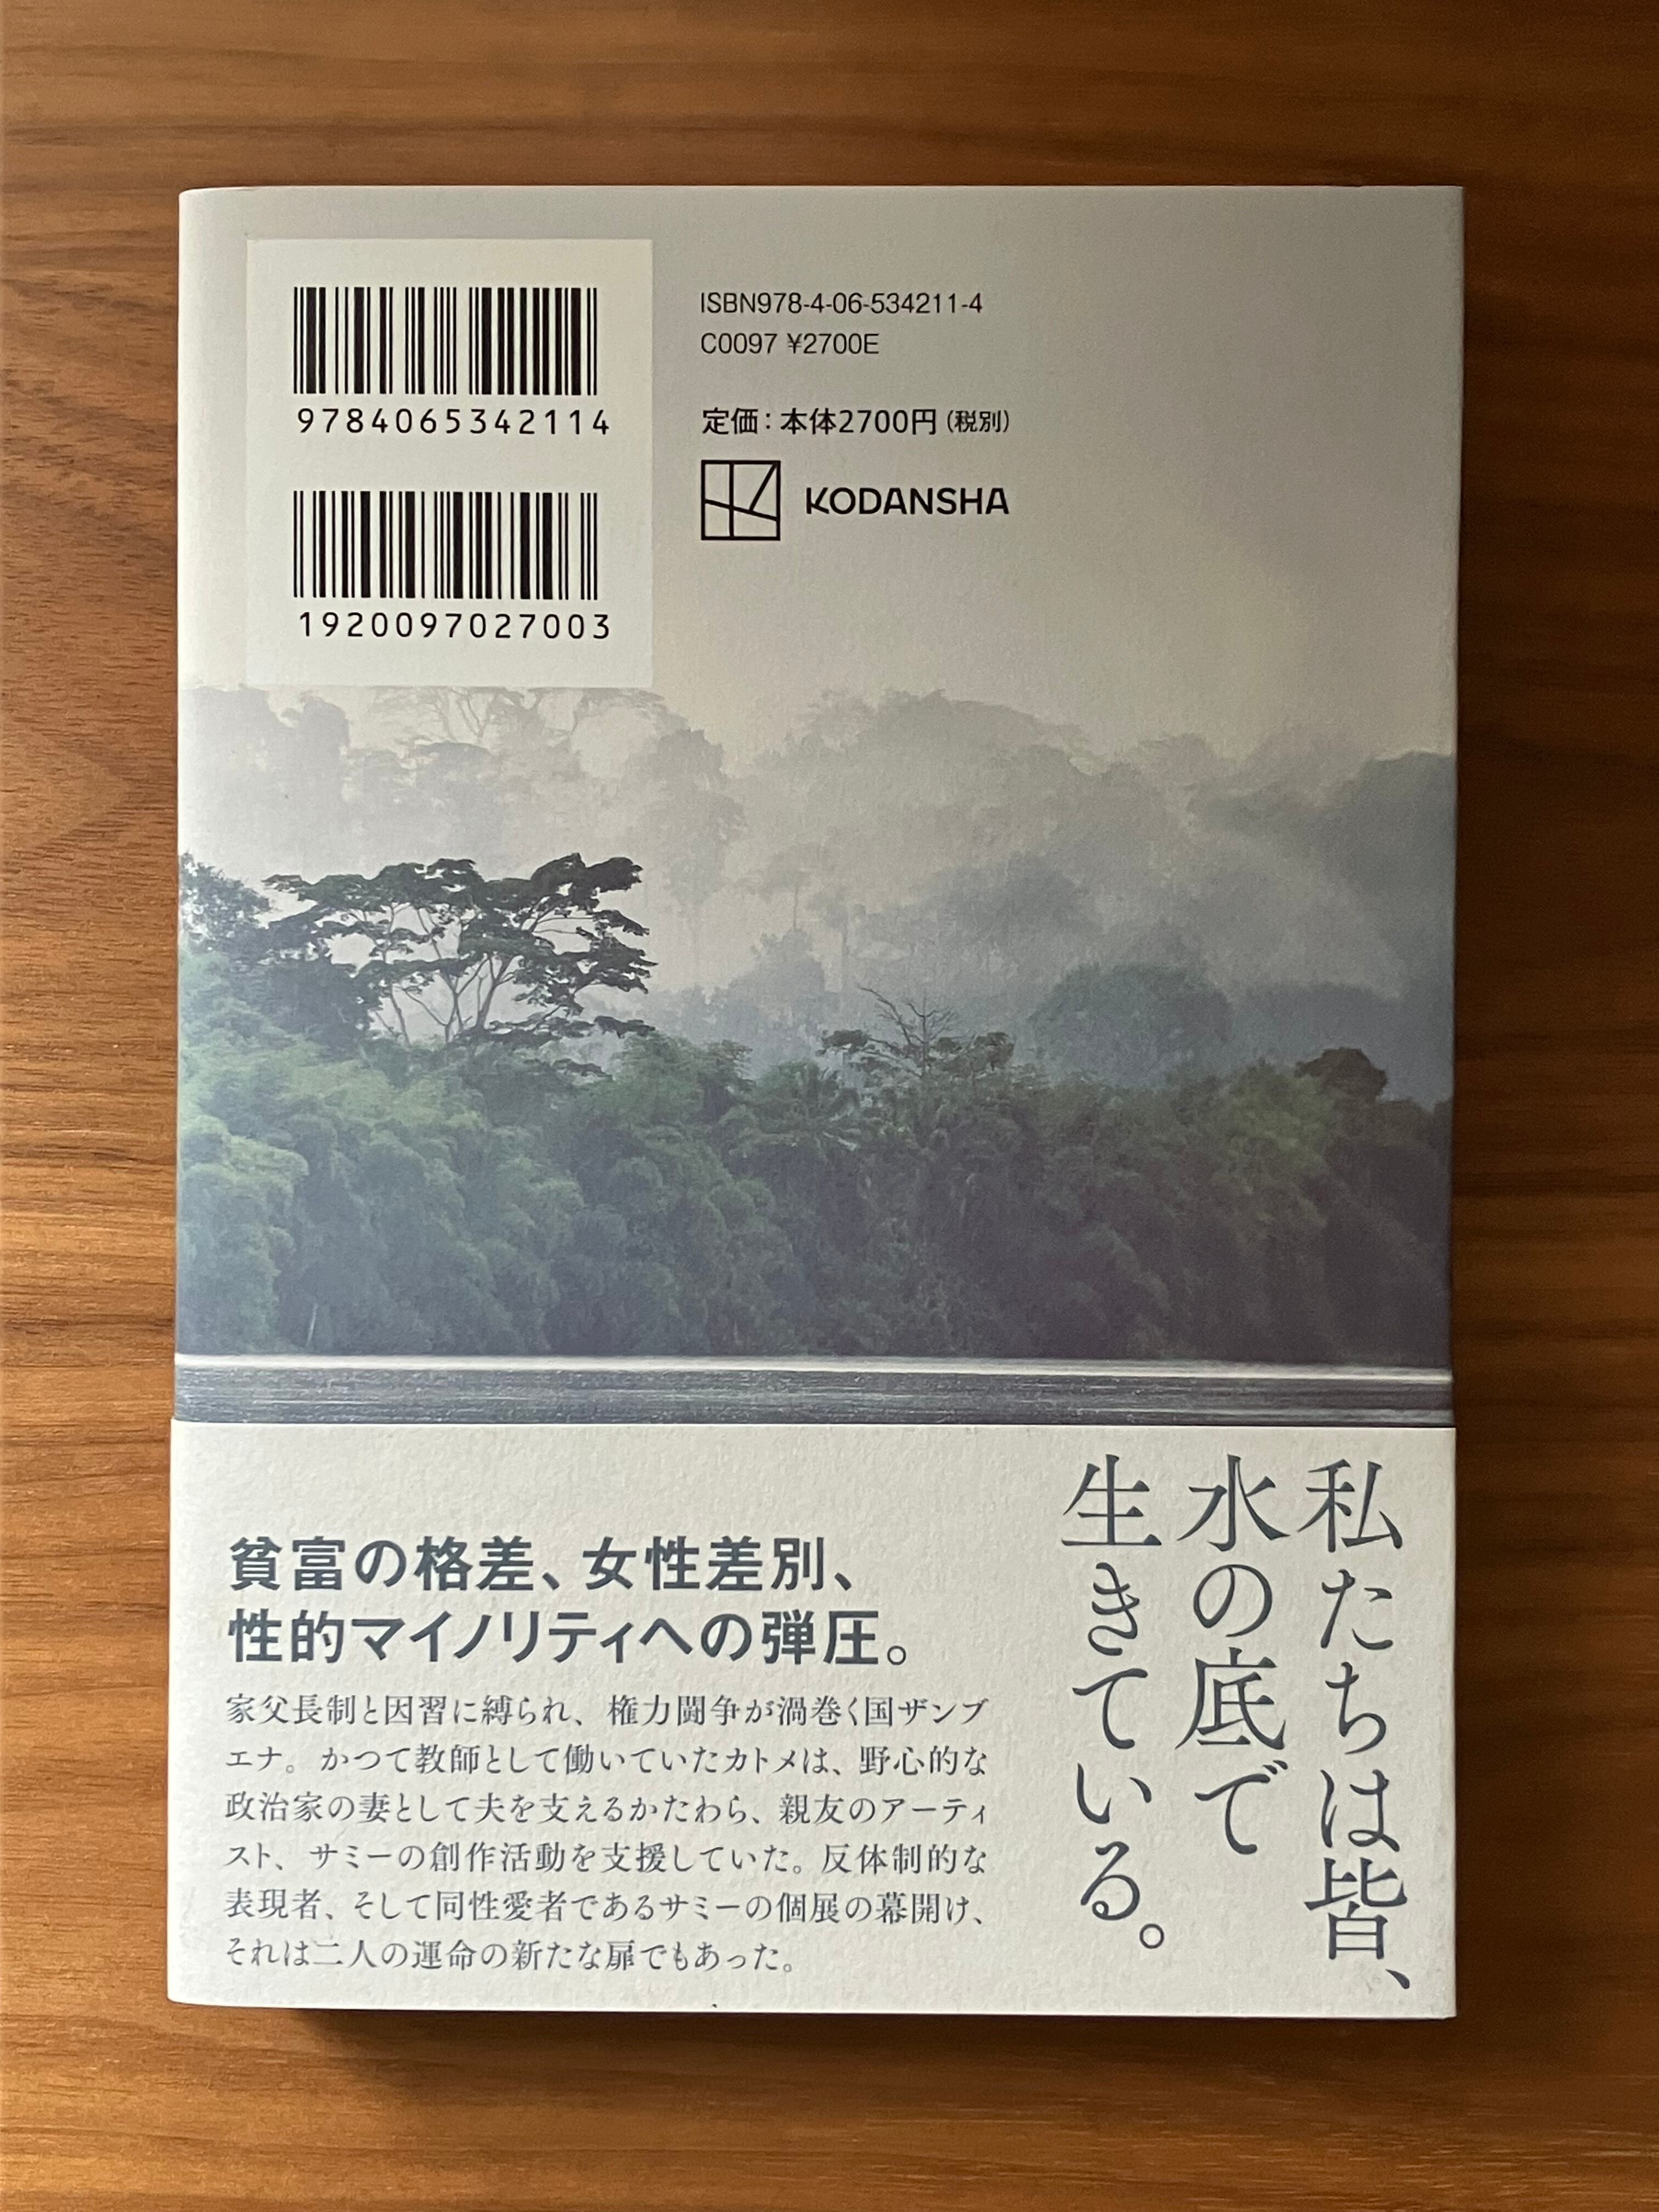 9784065342114
1920097027003
ISBN978-4-06-534211-4
C0097 ¥2700E
定価：本体2700円（税別）
KODANSHA
私たちは皆、
水の底で
生きている。
貧富の格差、女性差別、
性的マイノリティへの弾圧。
家父長制と因習に縛られ、権力闘争が渦巻く国ザンブ
エナ。かつて教師として働いていたカトメは、野心的な
政治家の妻として夫を支えるかたわら、親友のアーティ
スト、サミーの創作活動を支援していた。反体制的な
表現者、そして同性愛者であるサミーの個展の幕開け、
それは二人の運命の新たな扉でもあった。